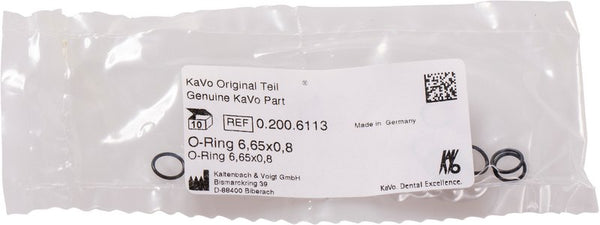 KaVo Original Teil ®
Genuine KaVo Part
10 REF 0.200.6113
Made in Germany
O-Ring 6,65x0,8
O-Ring 6,65x0,8
Kaltenbach & Voigt GmbH
Bismarckring 39
D-88400 Biberach
KaVo
KaVo. Dental Excellence.